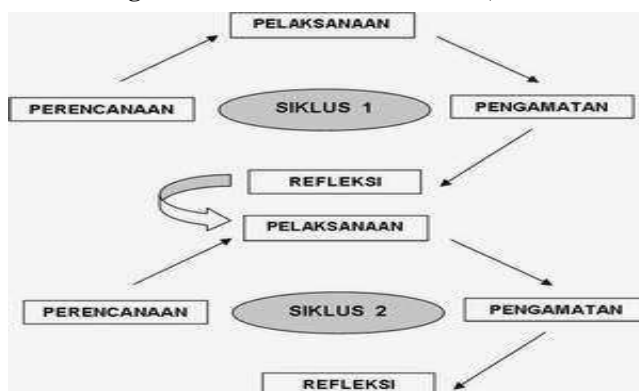 PELAKSANAAN
PERENCANAAN SIKLUS 1 PENGAMATAN
REFLEKSI
PELAKSANAAN
PERENCANAAN SIKLUS 2 PENGAMATAN
REFLEKSI